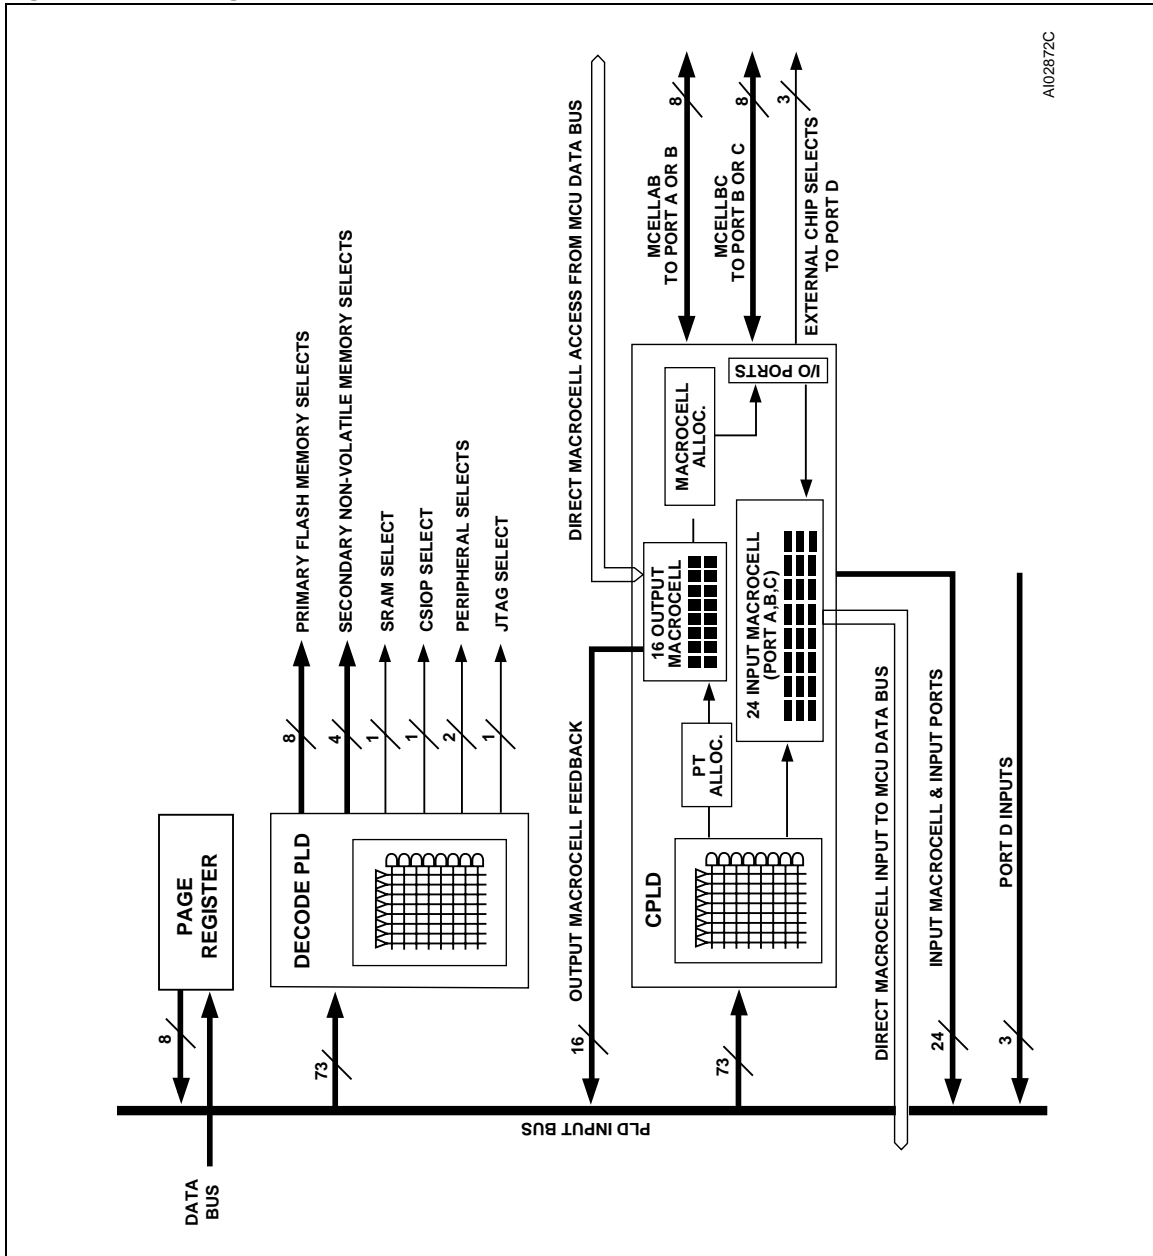 AI02872C
DATA
BUS
8
PAGE
REGISTER
73
DECODE PLD
8
PRIMARY FLASH MEMORY SELECTS
4
SECONDARY NON-VOLATILE MEMORY SELECTS
1
SRAM SELECT
1
CSIOP SELECT
2
PERIPHERAL SELECTS
1
JTAG SELECT
PLD INPUT BUS
16
OUTPUT MACROCELL FEEDBACK
DIRECT MACROCELL ACCESS FROM MCU DATA BUS
73
CPLD
PT
ALLOC.
16 OUTPUT
MACROCELL
MACROCELL
ALLOC.
I/O PORTS
24 INPUT MACROCELL
(PORT A,B,C)
MCELLAB
TO PORT A OR B
8
MCELLBC
TO PORT B OR C
8
EXTERNAL CHIP SELECTS
TO PORT D
3
DIRECT MACROCELL INPUT TO MCU DATA BUS
24
INPUT MACROCELL & INPUT PORTS
3
PORT D INPUTS